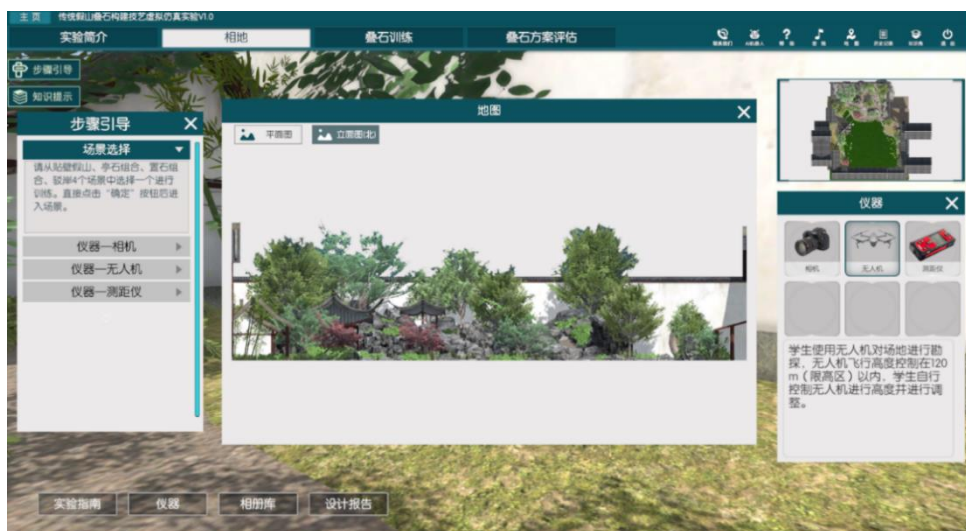 主页 传统假山叠石构建技艺虚拟仿真实验V1.0
实验简介 相地 叠石训练 叠石方案评估
步骤引导
知识提示
步骤引导
场景选择
请从贴壁假山、亭石组合、置石组
合、驳岸4个场景中选择一个进行
训练。直接点击“确定”按钮后进
入场景。
仪器—相机
仪器—无人机
仪器—测距仪
地图
平面图 立面图(北)
仪器
相机 无人机 测距仪
学生使用无人机对场地进行勘
探，无人机飞行高度控制在120
m（限高区）以内，学生自行
控制无人机进行高度并进行调
整。
实验指南 仪器 相册库 设计报告